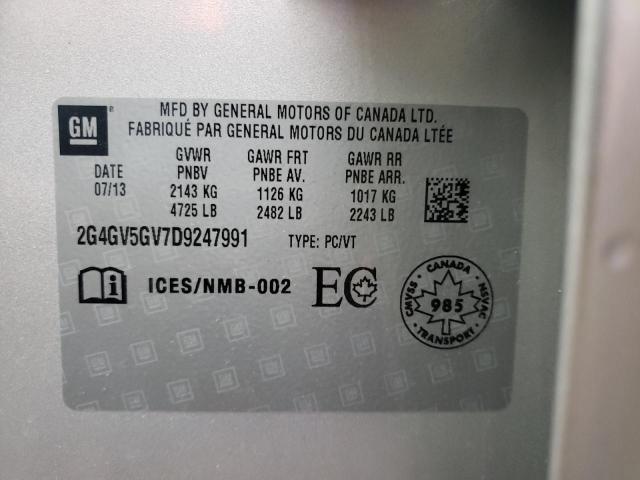 GM
MFD BY GENERAL MOTORS OF CANADA LTD.
FABRIQUÉ PAR GENERAL MOTORS DU CANADA LTÉE
DATE GVWR GAWR FRT GAWR RR
07/13 PNBV PNBE AV. PNBE ARR.
2143 KG 1126 KG 1017 KG
4725 LB 2482 LB 2243 LB
2G4GV5GV7D9247991 TYPE: PC/VT
i ICES/NMB-002 EC
CANADA
CMVSS 985 NSVAC
TRANSPORT